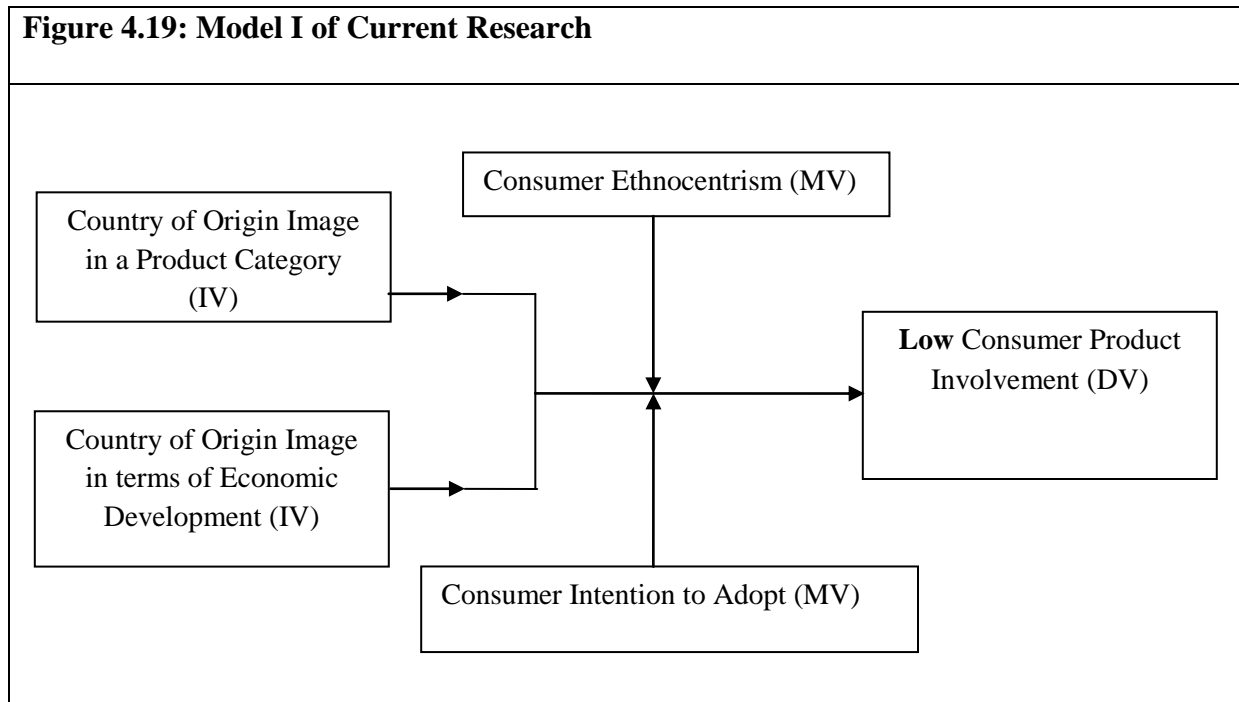 Figure 4.19: Model I of Current Research
Consumer Ethnocentrism (MV)
Country of Origin Image
in a Product Category
(IV)
Low Consumer Product
Involvement (DV)
Country of Origin Image
in terms of Economic
Development (IV)
Consumer Intention to Adopt (MV)